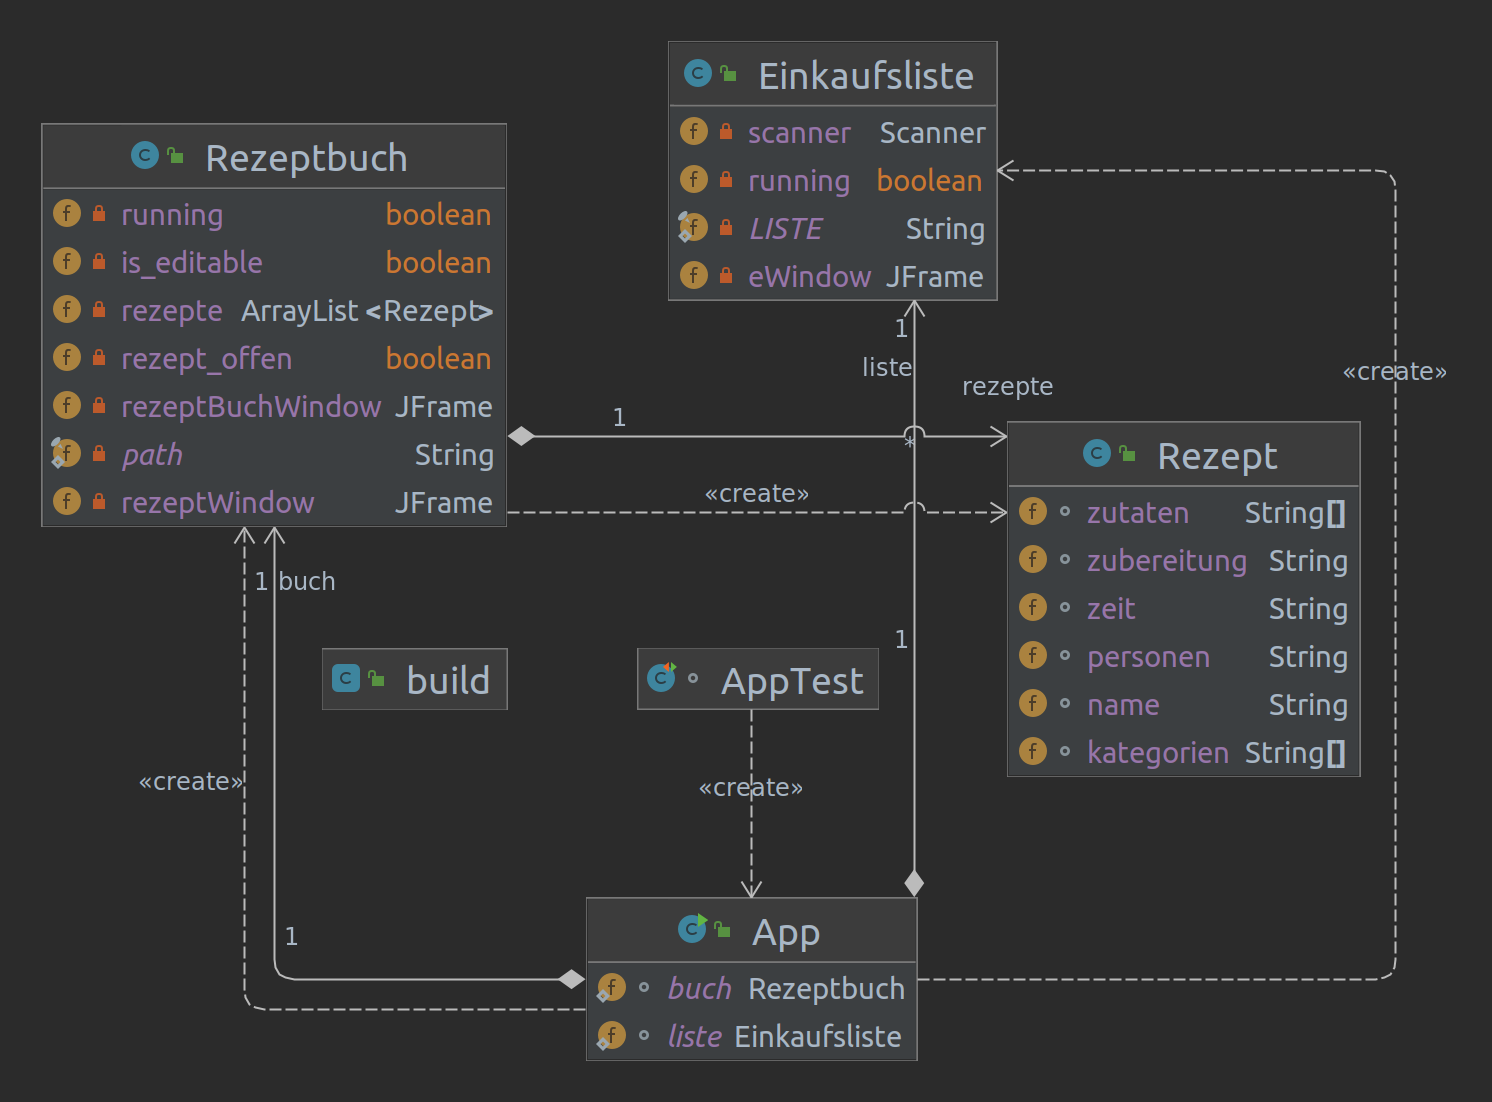 Einkaufsliste
scanner Scanner
running boolean
LISTE String
eWindow JFrame
Rezeptbuch
running boolean
is_editable boolean
rezepte ArrayList <Rezept>
rezept_offen boolean
rezeptBuchWindow JFrame
path String
rezeptWindow JFrame
1
liste
rezepte
«create»
1
*
«create»
Rezept
zutaten String[]
zubereitung String
zeit String
personen String
name String
kategorien String[]
1 buch
1
build
AppTest
«create»
«create»
1
App
buch Rezeptbuch
liste Einkaufsliste